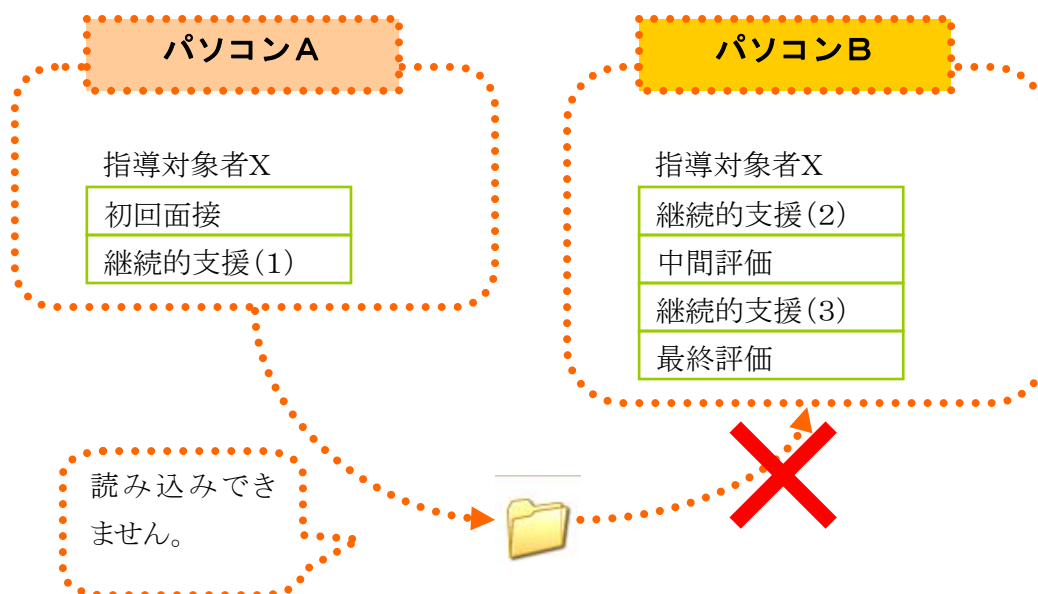 パソコンA
パソコンB
指導対象者X
初回面接
継続的支援(1)
指導対象者X
継続的支援(2)
中間評価
継続的支援(3)
最終評価
読み込みでき
ません。